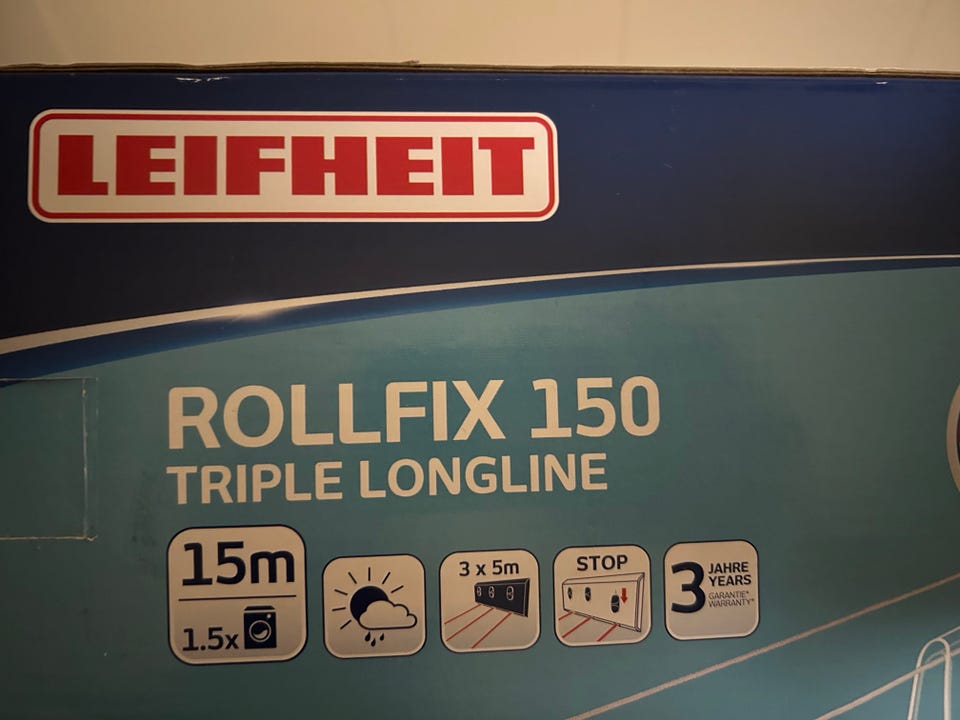 LEIFHEIT
ROLLFIX 150
TRIPLE LONGLINE
15m
1.5x
3 x 5m
STOP
3 JAHRE
YEARS
GARANTIE*
WARRANTY*